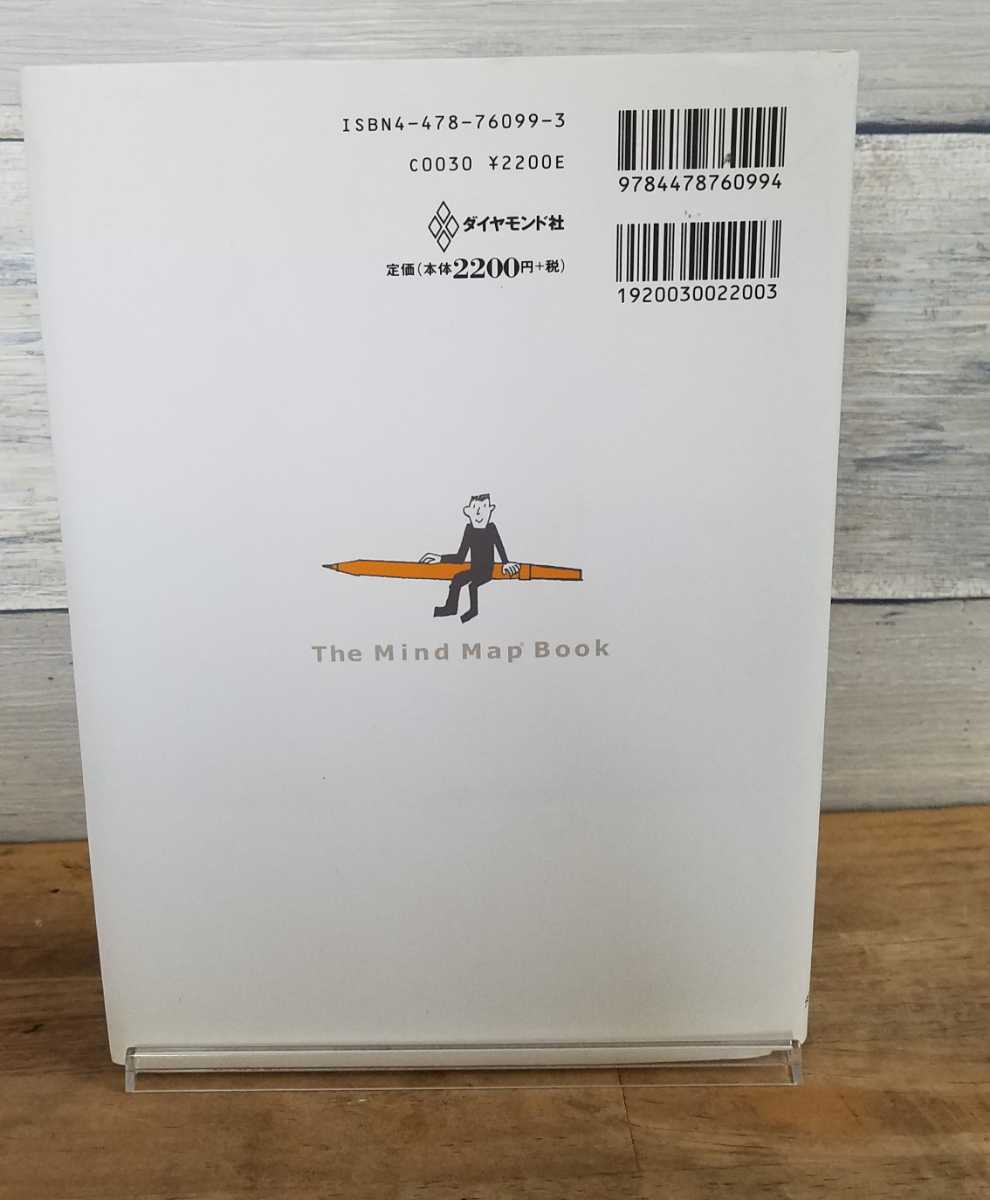 ISBN4-478-76099-3
C0030 ¥2200E
ダイヤモンド社
定価(本体2200円+税)
9784478760994
1920030022003
The Mind Map® Book